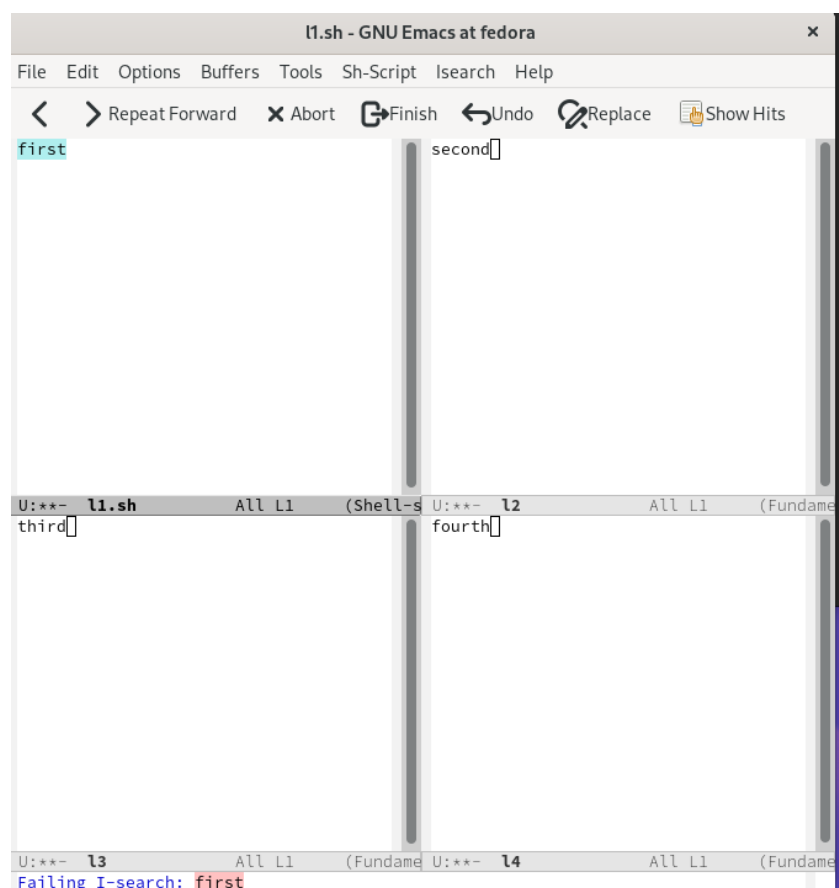 l1.sh - GNU Emacs at fedora ×
File Edit Options Buffers Tools Sh-Script Isearch Help
Repeat Forward Abort Finish Undo Replace Show Hits
first
second
U:**- l1.sh All L1 (Shell-s
U:**- l2 All L1 (Fundame
third
fourth
U:**- l3 All L1 (Fundame
U:**- l4 All L1 (Fundame
Failing I-search: first